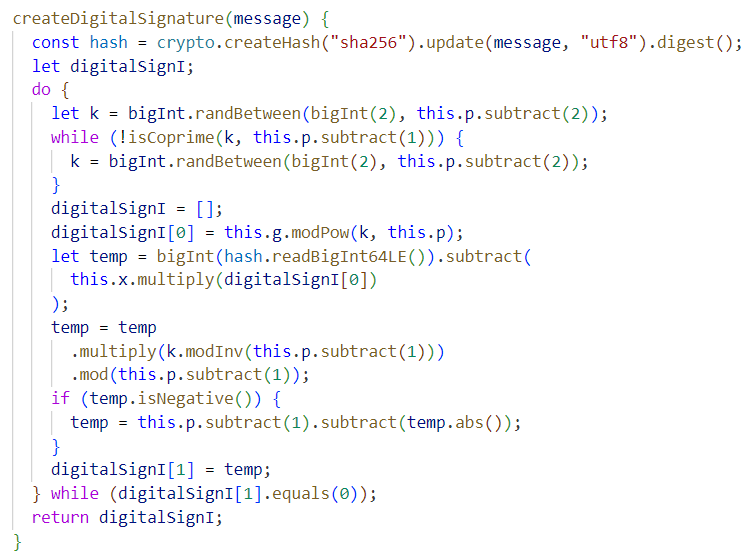 createDigitalSignature(message) {
  const hash = crypto.createHash("sha256").update(message, "utf8").digest();
  let digitalSignI;
  do {
    let k = bigInt.randBetween(bigInt(2), this.p.subtract(2));
    while (!isCoprime(k, this.p.subtract(1))) {
      k = bigInt.randBetween(bigInt(2), this.p.subtract(2));
    }
    digitalSignI = [];
    digitalSignI[0] = this.g.modPow(k, this.p);
    let temp = bigInt(hash.readBigInt64LE()).subtract(
      this.x.multiply(digitalSignI[0])
    );
    temp = temp
      .multiply(k.modInv(this.p.subtract(1)))
      .mod(this.p.subtract(1));
    if (temp.isNegative()) {
      temp = this.p.subtract(1).subtract(temp.abs());
    }
    digitalSignI[1] = temp;
  } while (digitalSignI[1].equals(0));
  return digitalSignI;
}